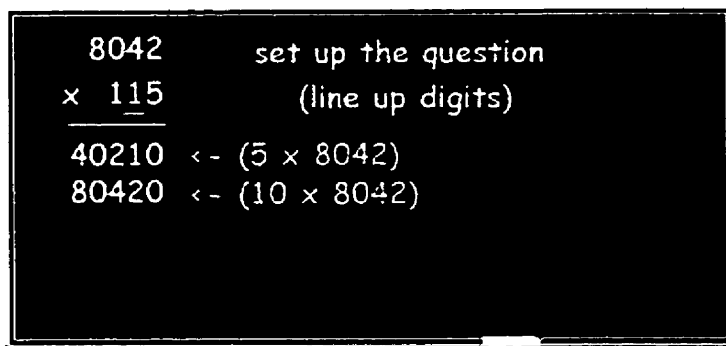 8042 set up the question
x 115 (line up digits)
40210 <- (5 x 8042)
80420 <- (10 x 8042)